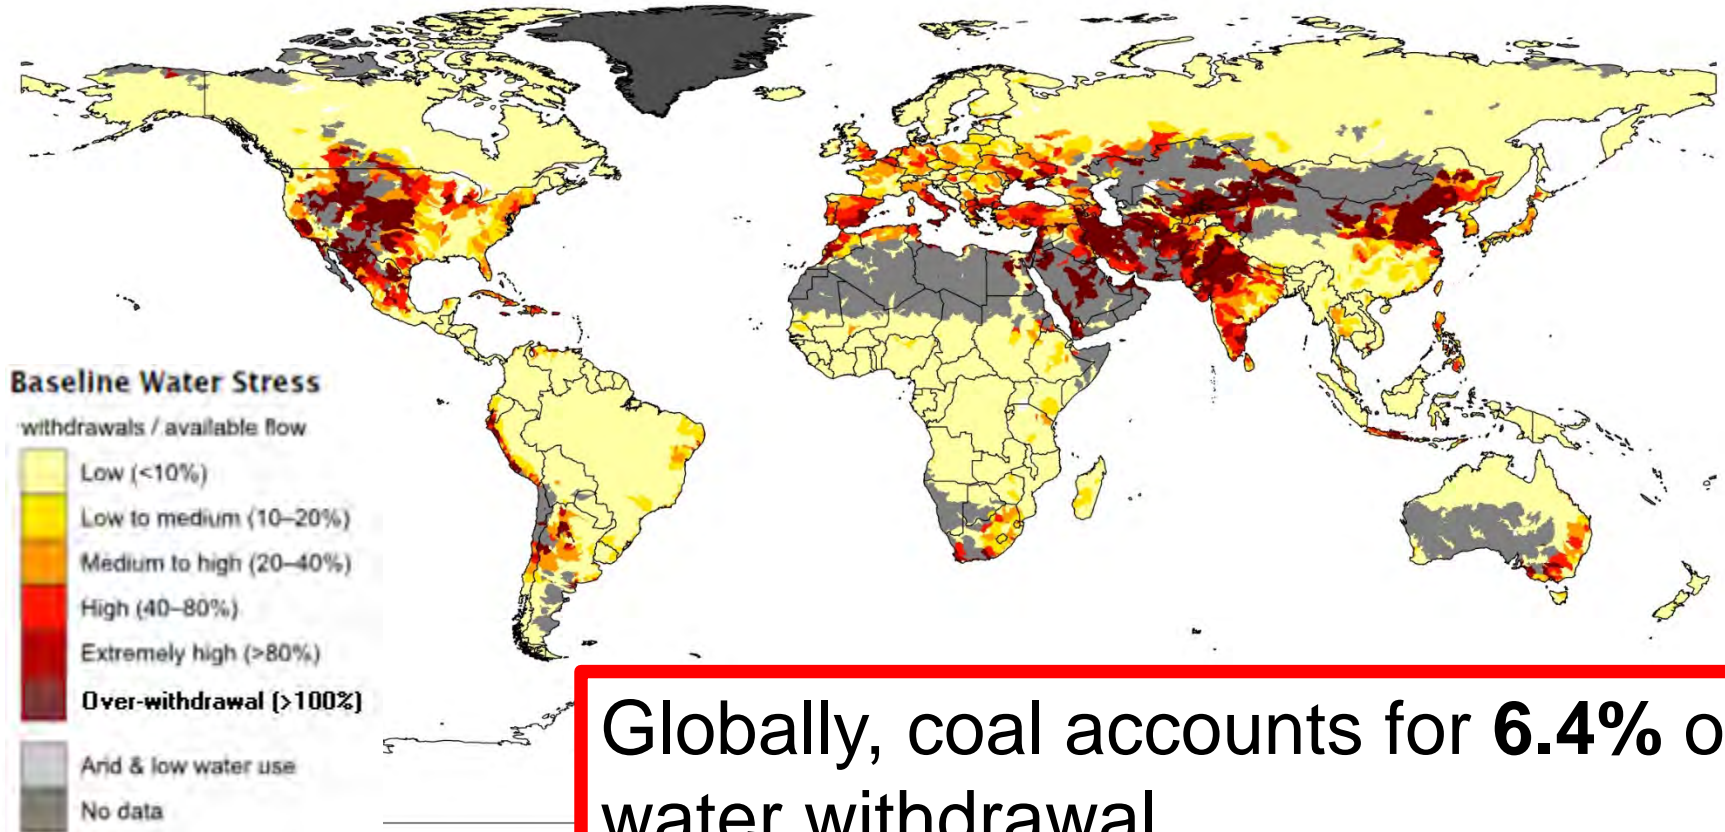 Baseline Water Stress
withdrawals / available flow
Low (<10%)
Low to medium (10–20%)
Medium to high (20–40%)
High (40–80%)
Extremely high (>80%)
Over-withdrawal (>100%)
Arid & low water use
No data
Globally, coal accounts for 6.4% o
water withdrawal